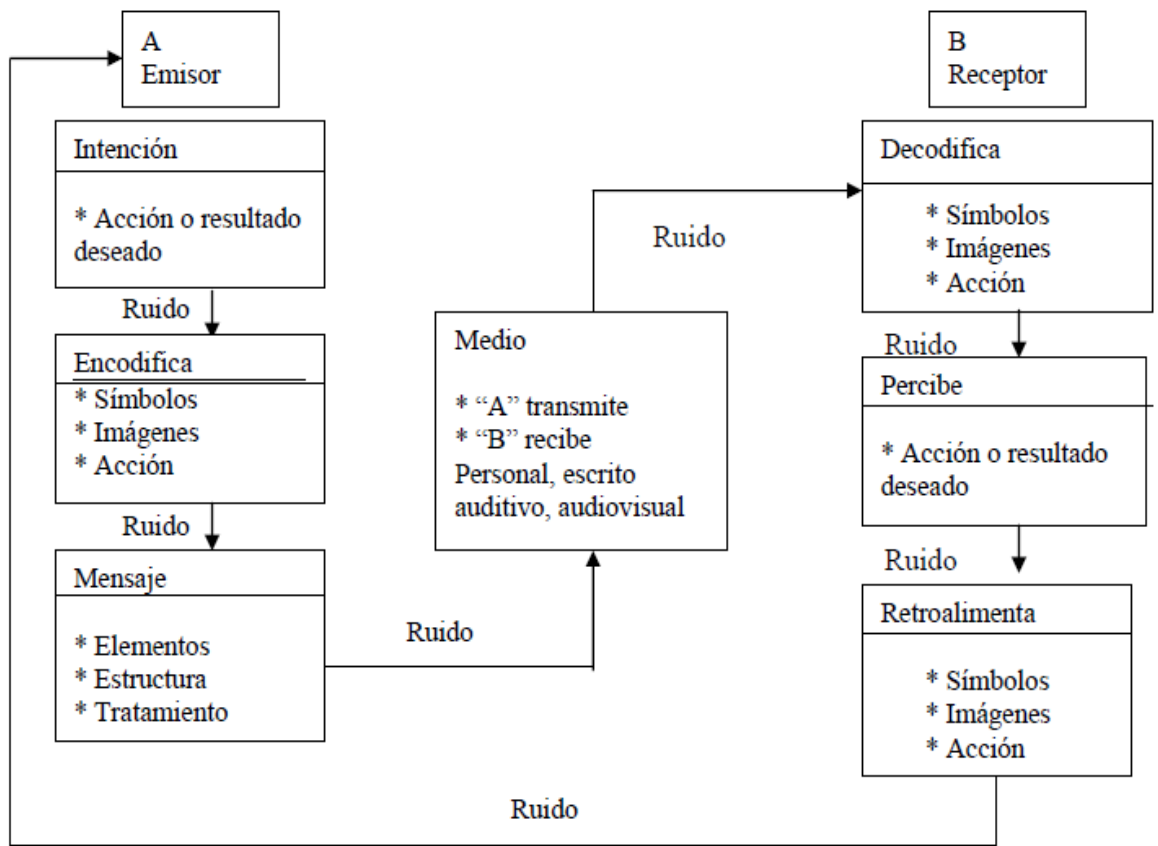 A
Emisor
Intención
* Acción o resultado
deseado
Ruido
Encodifica
* Símbolos
* Imágenes
* Acción
Ruido
Mensaje
* Elementos
* Estructura
* Tratamiento
Ruido
Medio
* “A” transmite
* “B” recibe
Personal, escrito
auditivo, audiovisual
Ruido
B
Receptor
Decodifica
* Símbolos
* Imágenes
* Acción
Ruido
Percibe
* Acción o resultado
deseado
Ruido
Retroalimenta
* Símbolos
* Imágenes
* Acción
Ruido